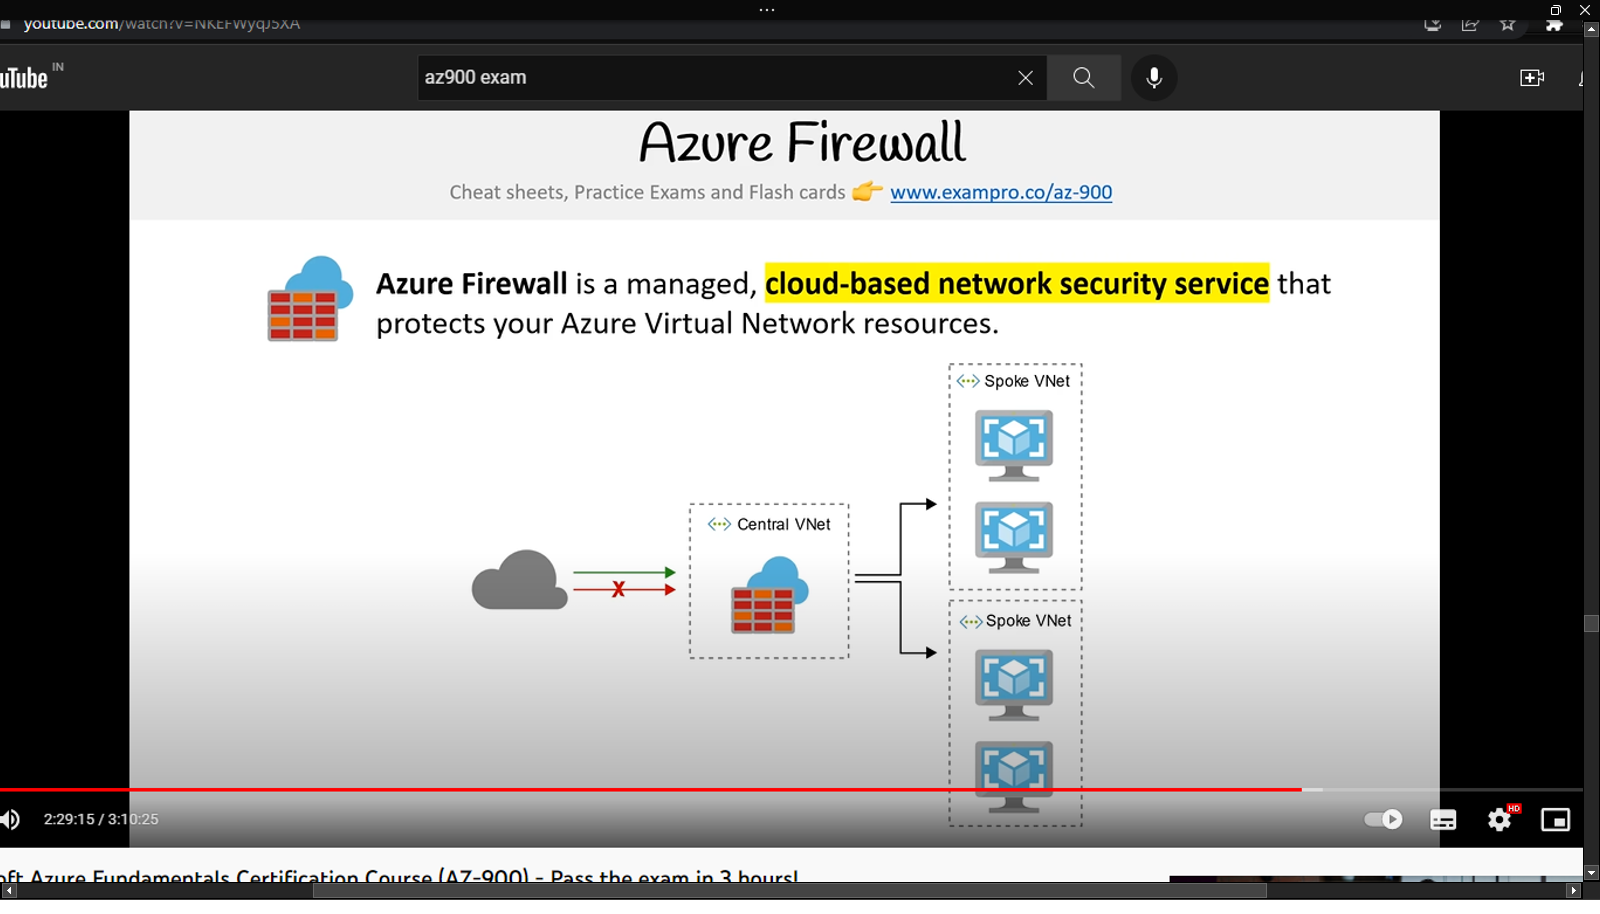 youtube.com/watch?v=NKEFWyqJ5XA
uTube IN
az900 exam
Azure Firewall
Cheat sheets, Practice Exams and Flash cards 👉 www.exampro.co/az-900
Azure Firewall is a managed, cloud-based network security service that
protects your Azure Virtual Network resources.
Spoke VNet
Central VNet
X
Spoke VNet
2:29:15 / 3:10:25
HD
oft Azure Fundamentals Certification Course (AZ-900) - Pass the exam in 3 hours!